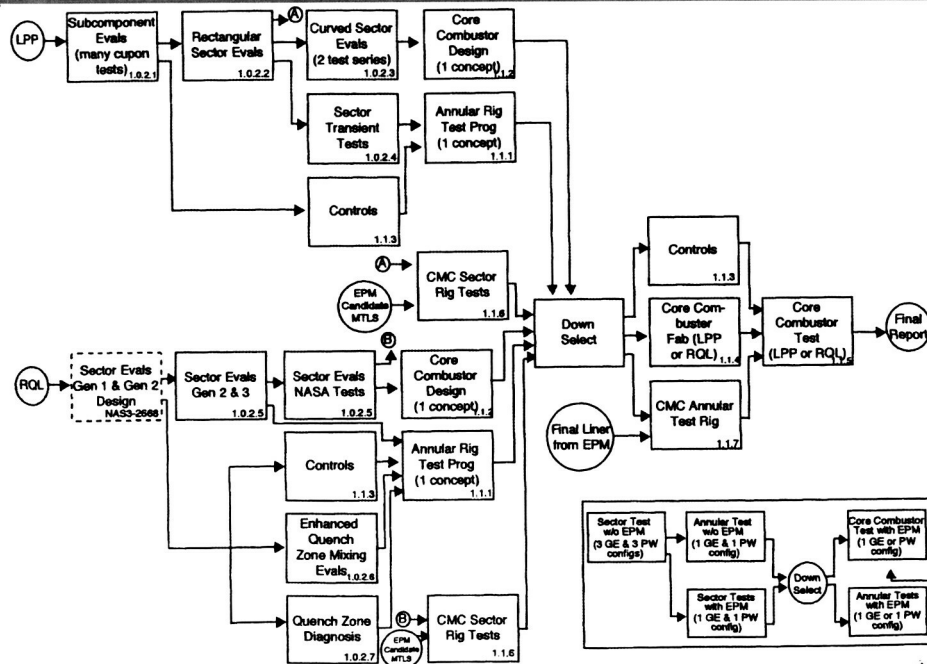 LPP
Subcomponent
Evals
(many cupon
tests)
1.0.2.1
Rectangular
Sector Evals
1.0.2.2
A
Curved Sector
Evals
(2 test series)
1.0.2.3
Core
Combustor
Design
(1 concept)
1.1.2
Sector
Transient
Tests
1.0.2.4
Annular Rig
Test Prog
(1 concept)
1.1.1
Controls
1.1.3
A
EPM
Candidate
MTLS
CMC Sector
Rig Tests
1.1.6
Down
Select
Controls
1.1.3
Core Com-
buster
Fab (LPP
or RQL)
1.1.4
Core
Combustor
Test
(LPP or RQL)
1.1.5
Final
Report
CMC Annular
Test Rig
1.1.7
Final Liner
from EPM
RQL
Sector Evals
Gen 1 & Gen 2
Design
NAS3-2668
Sector Evals
Gen 2 & 3
1.0.2.5
Sector Evals
NASA Tests
1.0.2.5
B
Core
Combustor
Design
(1 concept)
1.1.2
Controls
1.1.3
Annular Rig
Test Prog
(1 concept)
1.1.1
Enhanced
Quench
Zone Mixing
Evals
1.0.2.6
Quench Zone
Diagnosis
1.0.2.7
B
EPM
Candidate
MTLS
CMC Sector
Rig Tests
1.1.6
Sector Test
w/o EPM
(3 GE & 3 PW
configs)
Annular Test
w/o EPM
(1 GE & 1 PW
config)
Sector Tests
with EPM
(1 GE & 1 PW
config)
Down
Select
Core Combustor
Test with EPM
(1 GE or PW
config)
Annular Tests
with EPM
(1 GE or 1 PW
config)